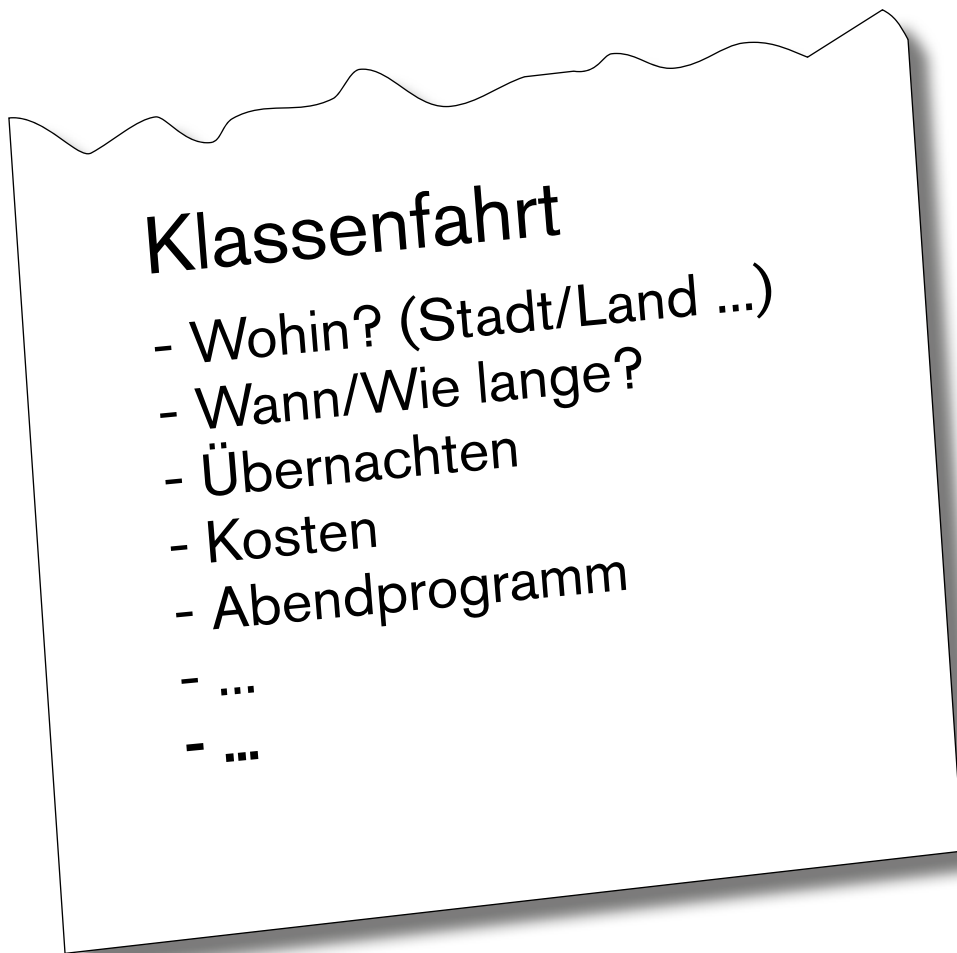 Klassenfahrt
- Wohin? (Stadt/Land ...)
- Wann/Wie lange?
- Übernachten
- Kosten
- Abendprogramm
- ...
- ...